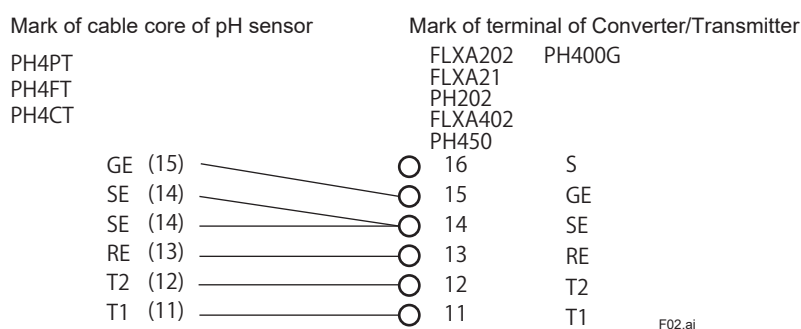 Mark of cable core of pH sensor Mark of terminal of Converter/Transmitter
PH4PT FLXA202 PH400G
PH4FT FLXA21
PH4CT PH202
FLXA402
PH450
GE (15) 16 S
SE (14) 15 GE
SE (14) 14 SE
RE (13) 13 RE
T2 (12) 12 T2
T1 (11) 11 T1
F02.ai